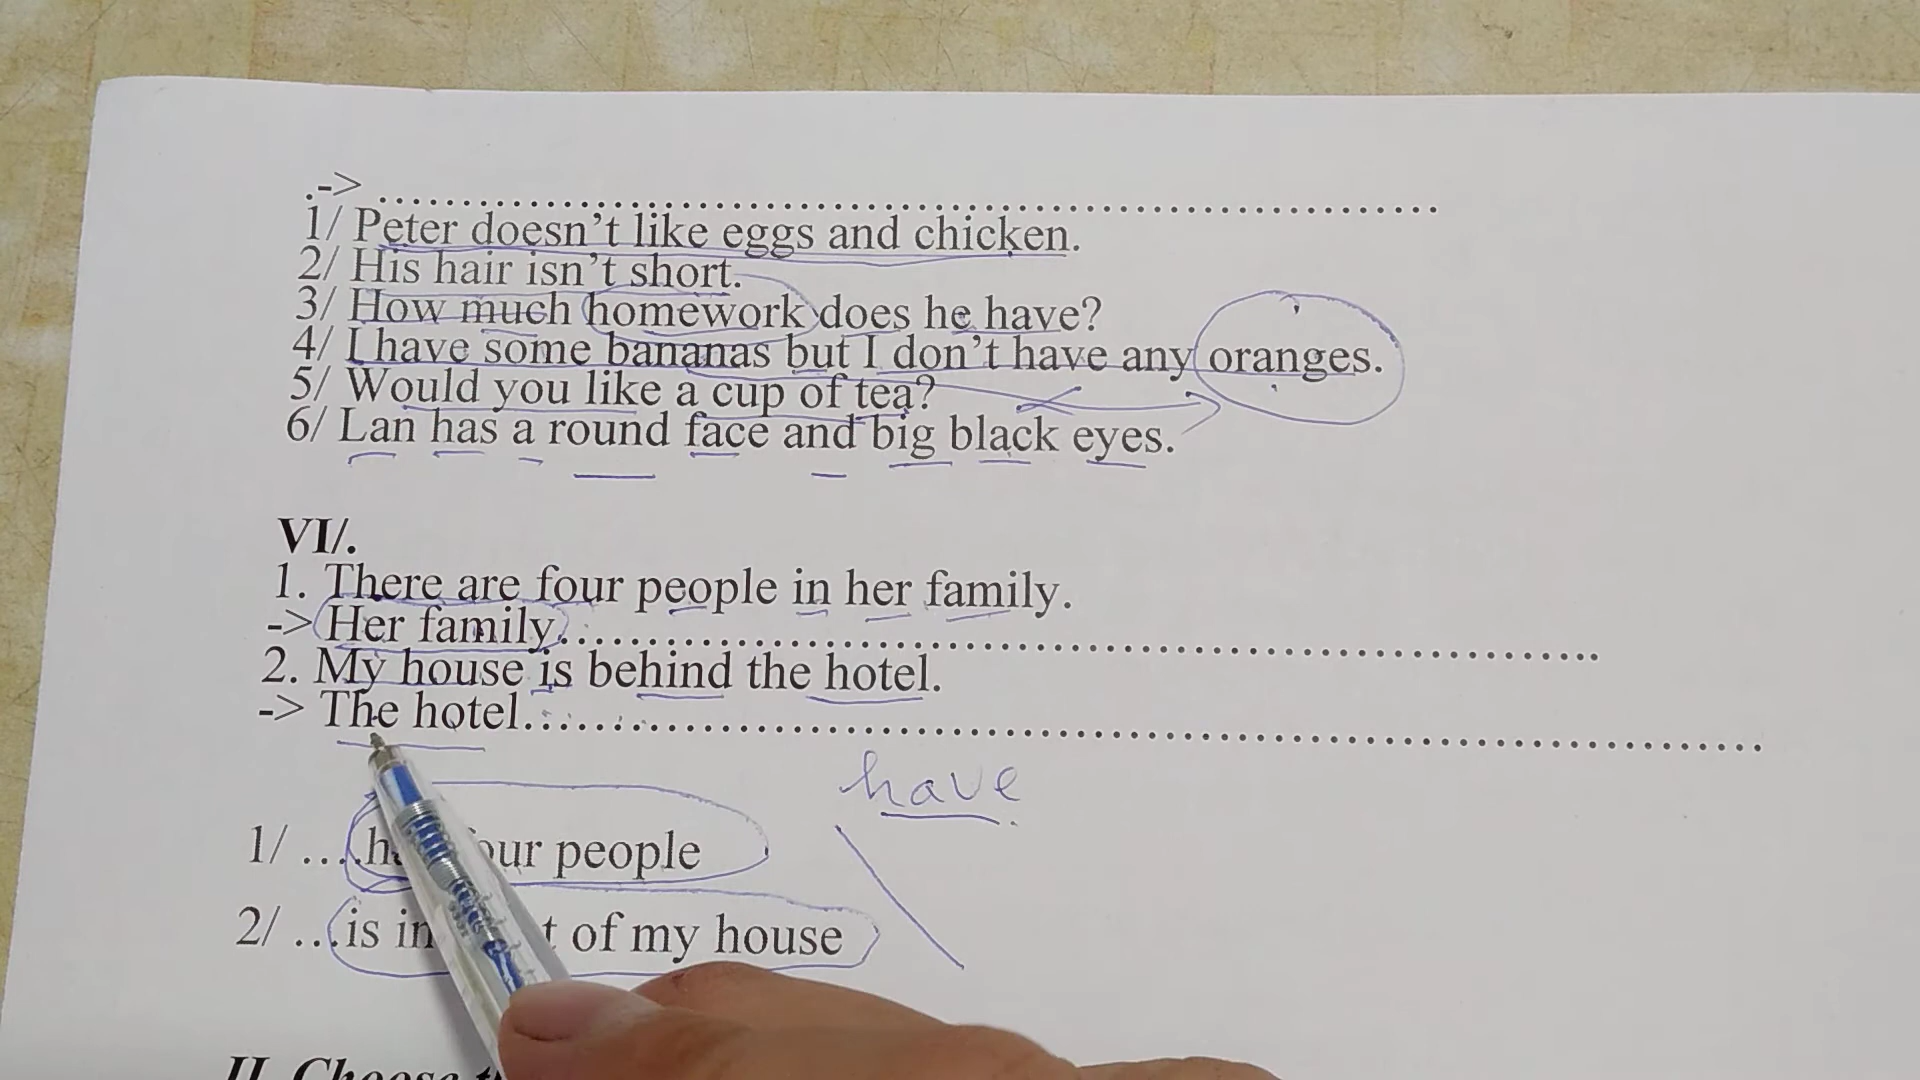 .-> ..................................................................
1/ Peter doesn't like eggs and chicken.
2/ His hair isn't short.
3/ How much homework does he have?
4/ I have some bananas but I don't have any oranges.
5/ Would you like a cup of tea?
6/ Lan has a round face and big black eyes.
VI/.
1. There are four people in her family.
-> Her family..................................................................
2. My house is behind the hotel.
-> The hotel..................................................................
have
1/ .... people
2/ ...is of my house
II. Choose